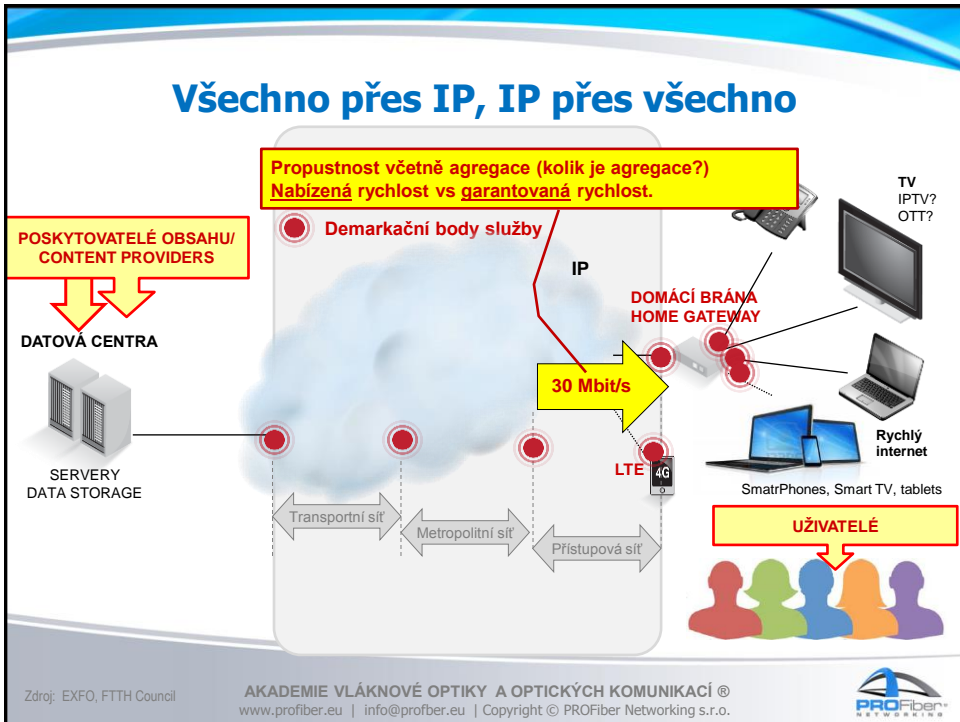 Všechno přes IP, IP přes všechno
Propustnost včetně agregace (kolik je agregace?)
Nabízená rychlost vs garantovaná rychlost.
Demarkační body služby
POSKYTOVATELÉ OBSAHU/
CONTENT PROVIDERS
DATOVÁ CENTRA
SERVERY
DATA STORAGE
IP
TV
IPTV?
OTT?
DOMÁCÍ BRÁNA
HOME GATEWAY
30 Mbit/s
LTE
4G
Rychlý
internet
SmatrPhones, Smart TV, tablets
Transportní síť
Metropolitní síť
Přístupová síť
UŽIVATELÉ
Zdroj: EXFO, FTTH Council
AKADEMIE VLÁKNOVÉ OPTIKY A OPTICKÝCH KOMUNIKACÍ ®
www.profiber.eu | info@profber.eu | Copyright © PROFiber Networking s.r.o.
PROFiber
NETWORKING